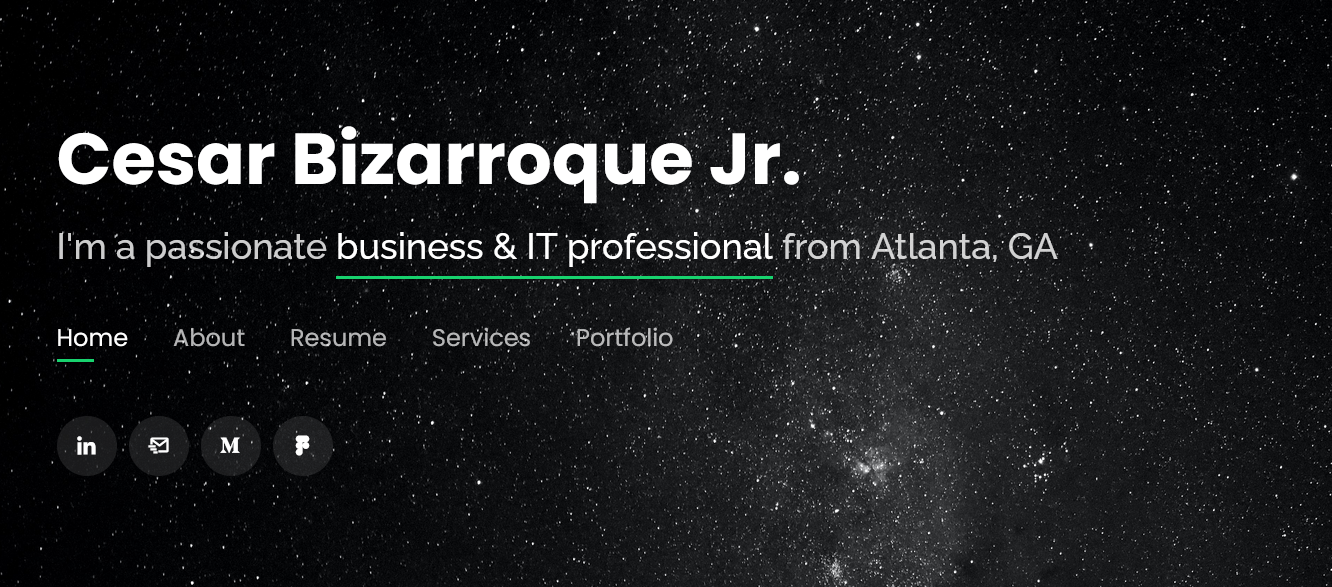 Cesar Bizarroque Jr.
I'm a passionate business & IT professional from Atlanta, GA
Home About Resume Services Portfolio
in M